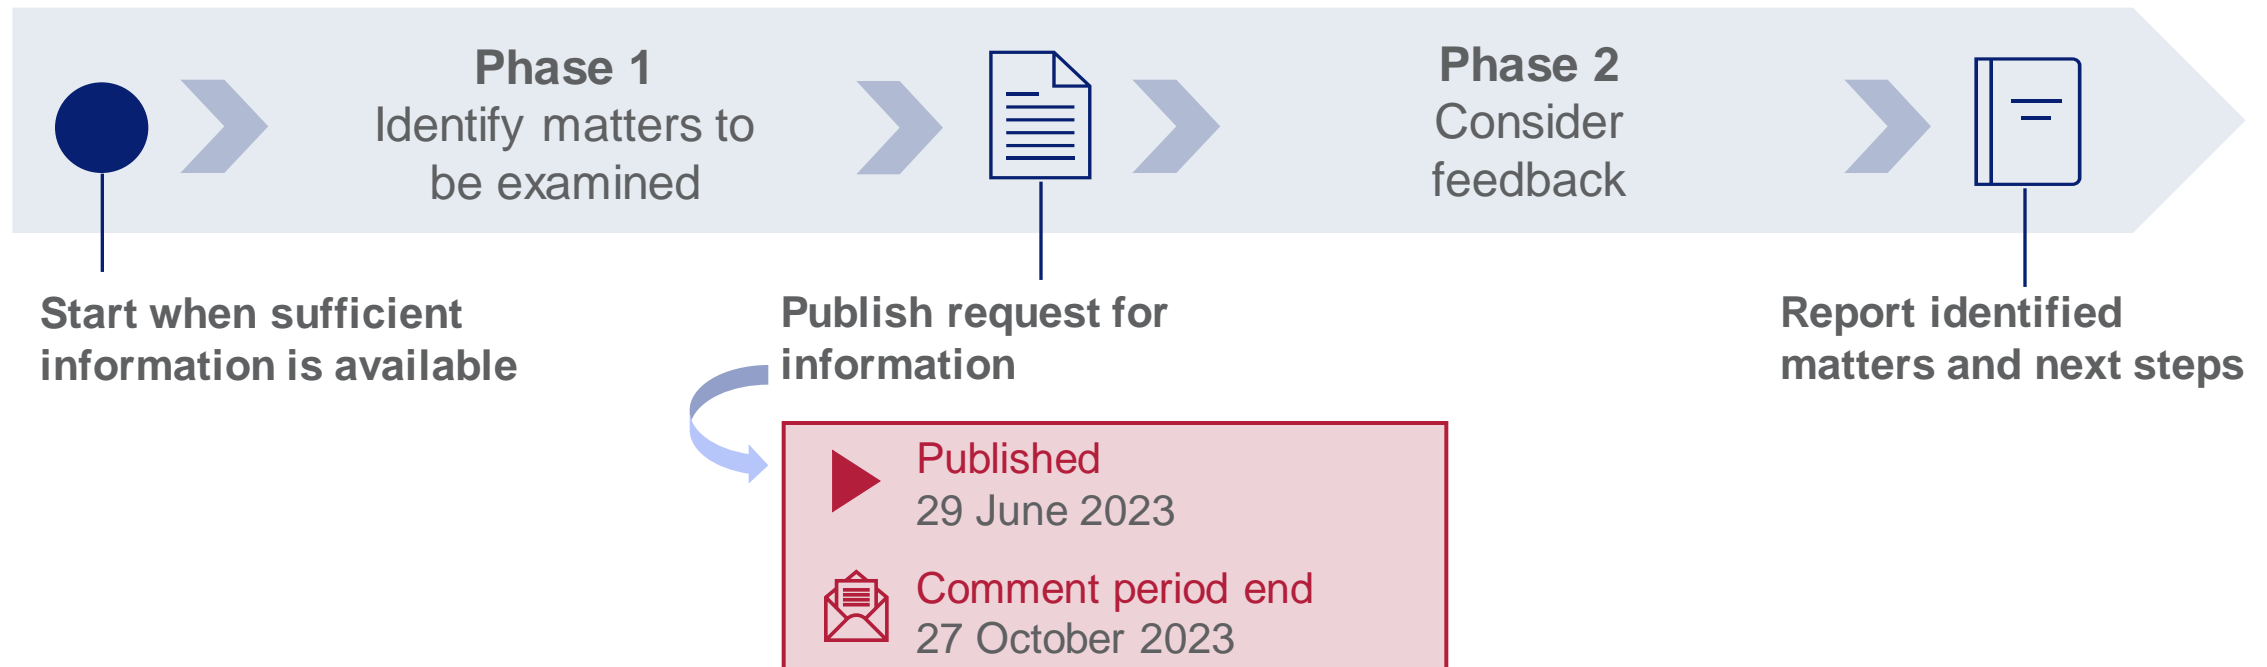 Phase 1
Identify matters to
be examined
Phase 2
Consider
feedback
Start when sufficient
information is available
Publish request for
information
Report identified
matters and next steps
Published
29 June 2023
Comment period end
27 October 2023